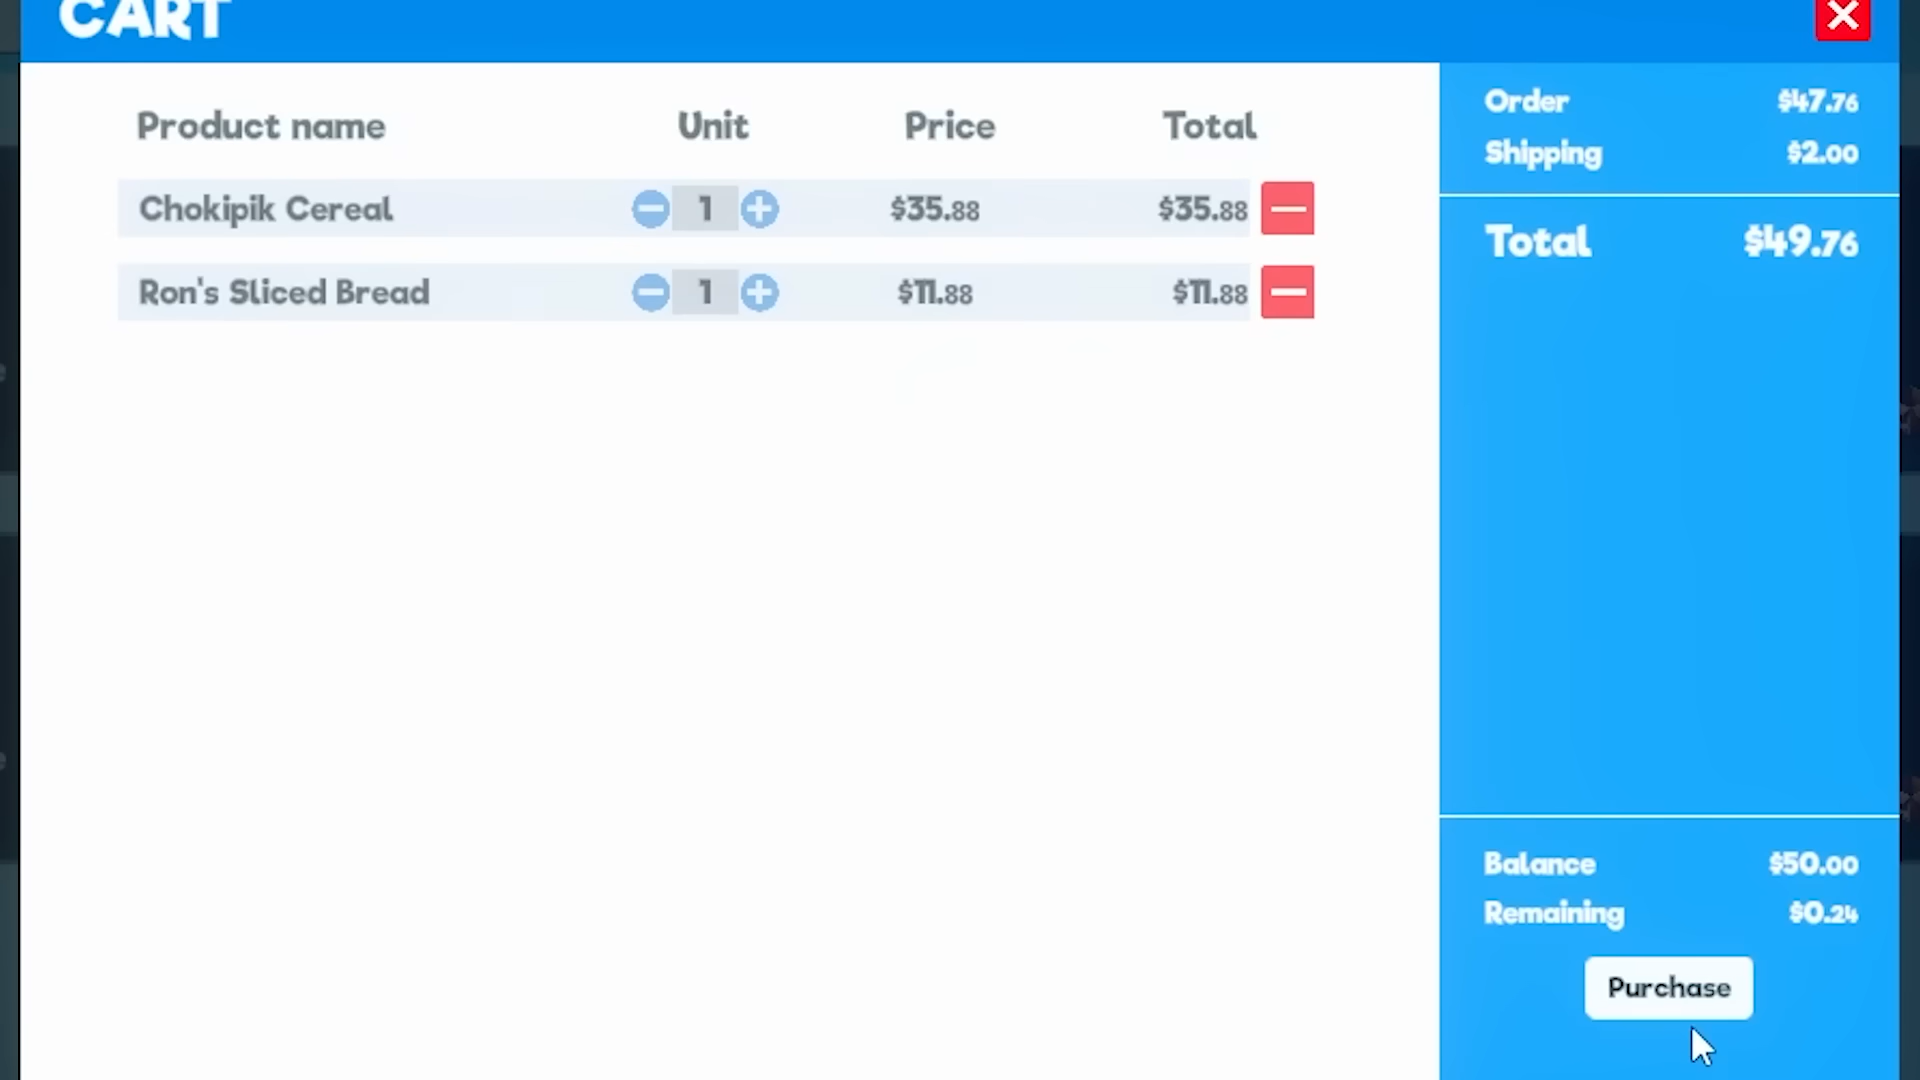 CART
Product name Unit Price Total
Chokipik Cereal 1 $35.88 $35.88
Ron's Sliced Bread 1 $11.88 $11.88
Order $47.76
Shipping $2.00
Total $49.76
Balance $50.00
Remaining $0.24
Purchase